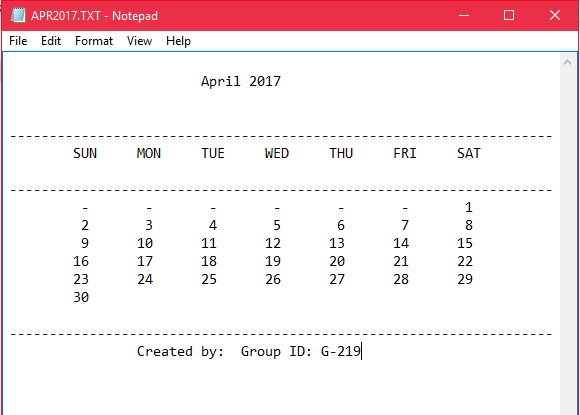 APR2017.TXT - Notepad
File Edit Format View Help
April 2017
--------------------------------------------------------------------
SUN MON TUE WED THU FRI SAT
--------------------------------------------------------------------
- - - - - - 1
2 3 4 5 6 7 8
9 10 11 12 13 14 15
16 17 18 19 20 21 22
23 24 25 26 27 28 29
30
--------------------------------------------------------------------
Created by:  Group ID: G-219